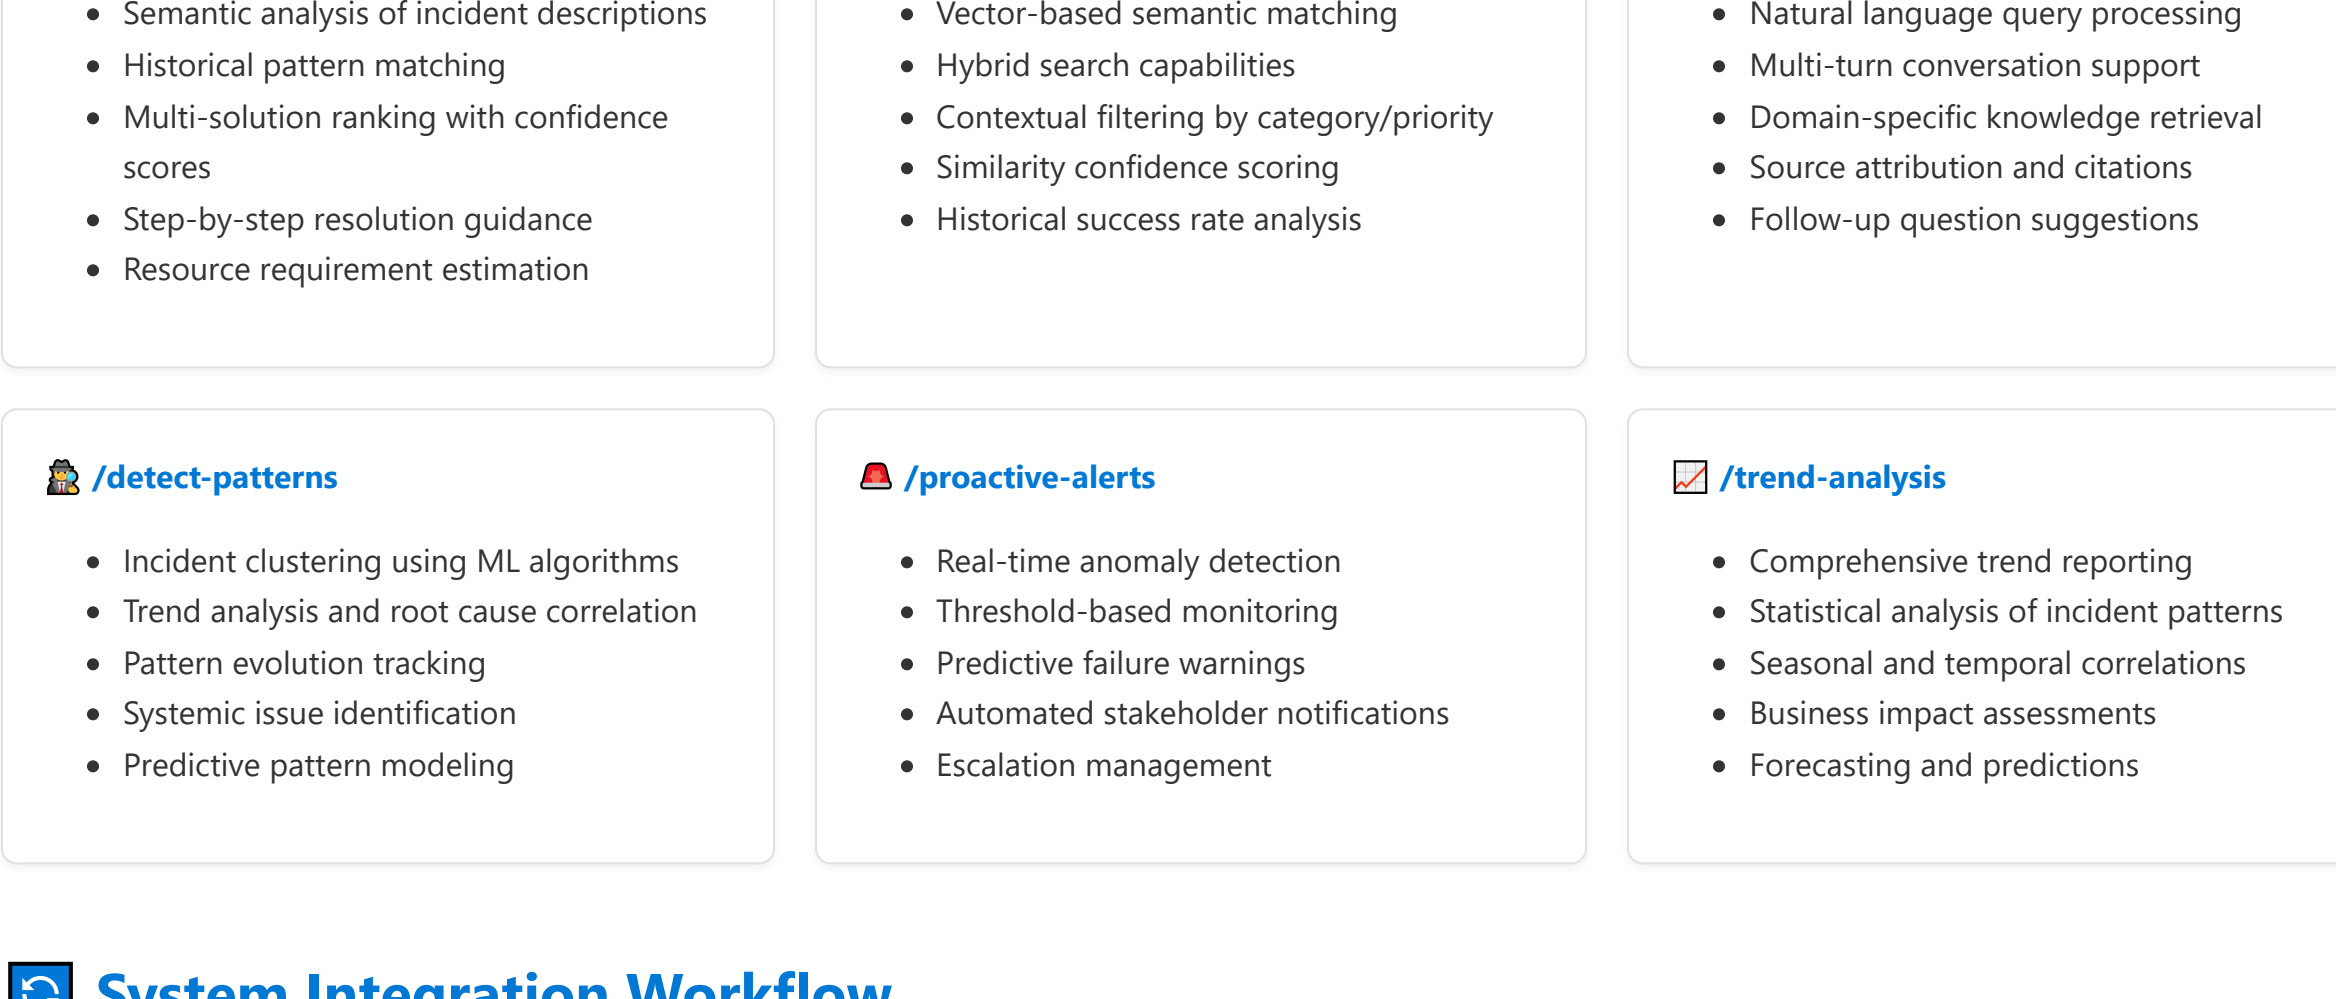 Semantic analysis of incident descriptions
Historical pattern matching
Multi-solution ranking with confidence
scores
Step-by-step resolution guidance
Resource requirement estimation
Vector-based semantic matching
Hybrid search capabilities
Contextual filtering by category/priority
Similarity confidence scoring
Historical success rate analysis
Natural language query processing
Multi-turn conversation support
Domain-specific knowledge retrieval
Source attribution and citations
Follow-up question suggestions
/detect-patterns
Incident clustering using ML algorithms
Trend analysis and root cause correlation
Pattern evolution tracking
Systemic issue identification
Predictive pattern modeling
/proactive-alerts
Real-time anomaly detection
Threshold-based monitoring
Predictive failure warnings
Automated stakeholder notifications
Escalation management
/trend-analysis
Comprehensive trend reporting
Statistical analysis of incident patterns
Seasonal and temporal correlations
Business impact assessments
Forecasting and predictions
System Integration Workflow